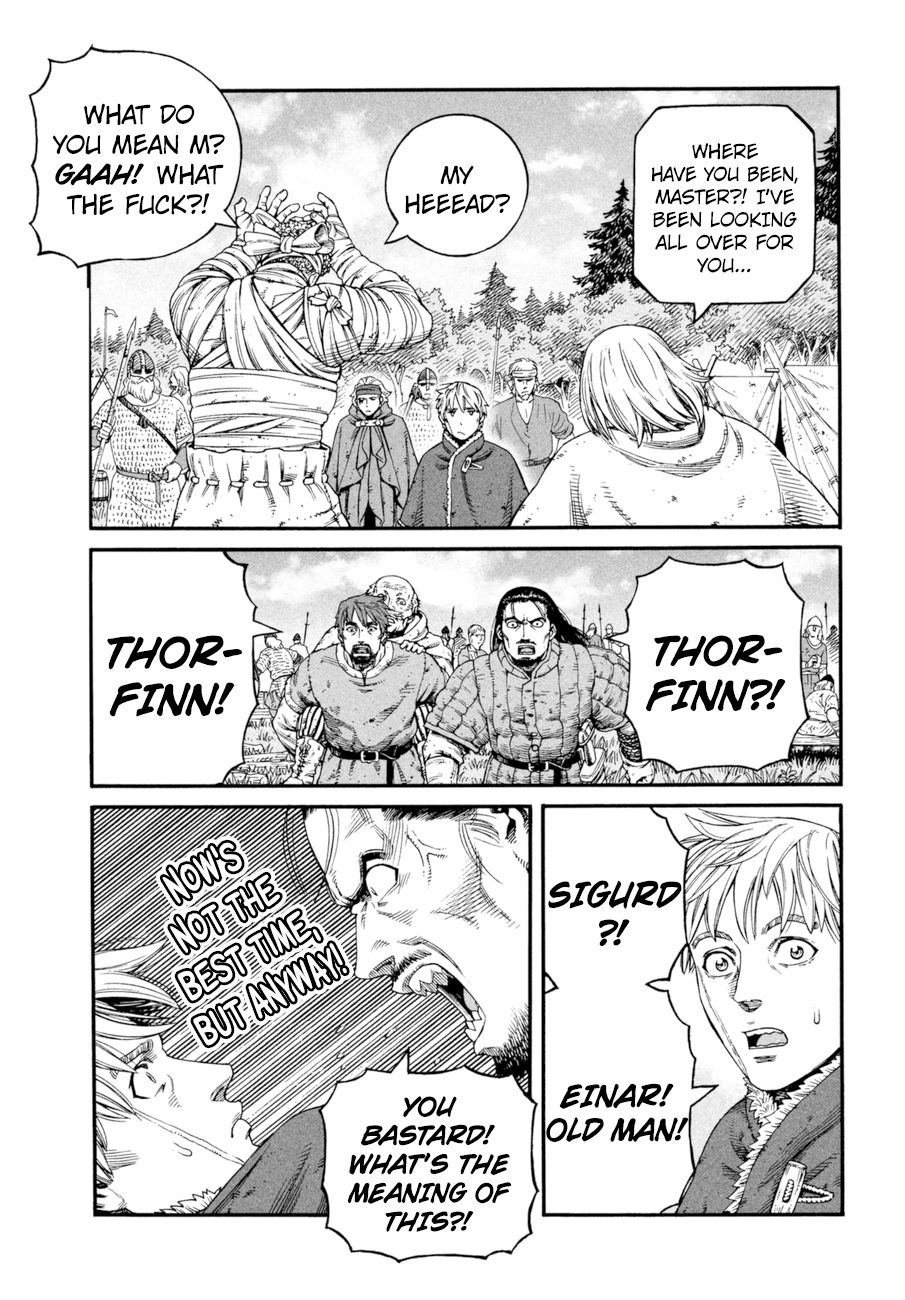 WHERE
HAVE YOU BEEN,
MASTER?! I'VE
BEEN LOOKING
ALL OVER FOR
YOU...
MY
HEEEAD?
WHAT DO
YOU MEAN M?
GAAH! WHAT
THE FUCK?!
THOR-
FINN?!
THOR-
FINN!
SIGURD
?!
EINAR!
OLD MAN!
NOW'S
NOT THE
BEST TIME,
BUT ANYWAY!
YOU
BASTARD!
WHAT'S THE
MEANING OF
THIS?!